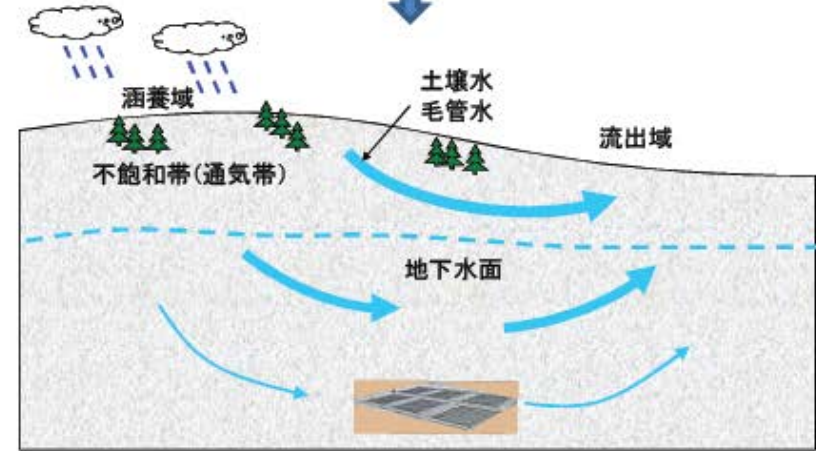 涵養域
土壌水
毛管水
流出域
不飽和帯(通気帯)
地下水面